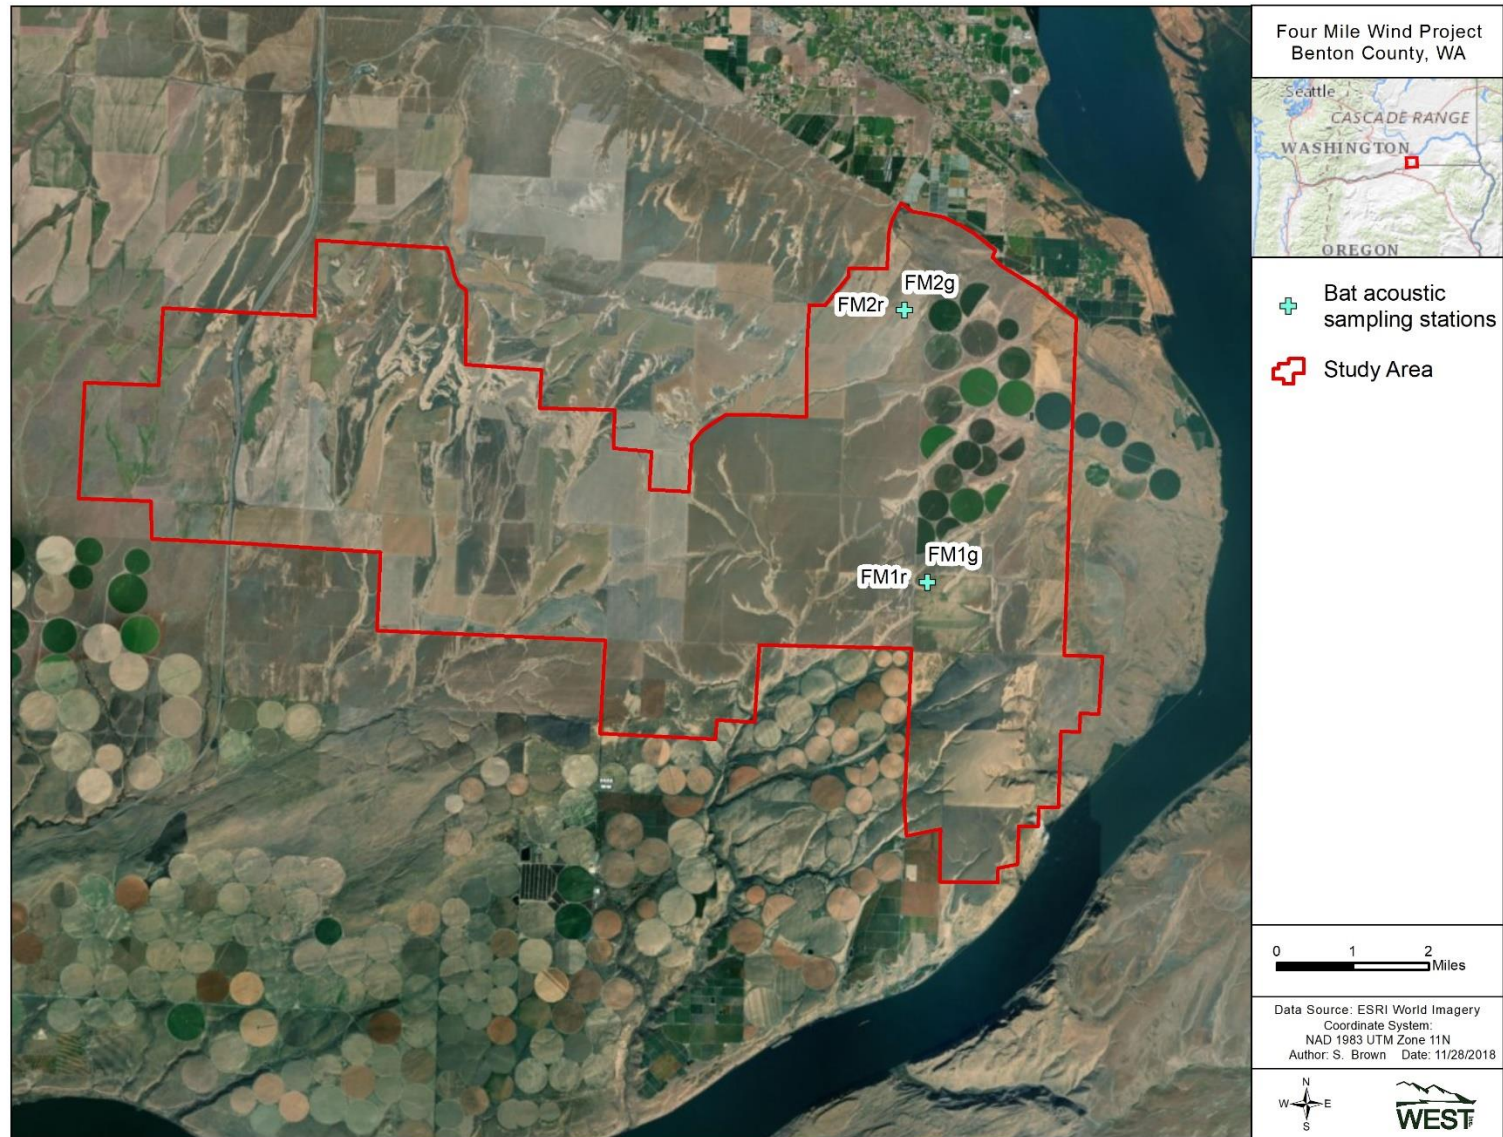 Four Mile Wind Project
Benton County, WA
Seattle
CASCADE RANGE
WASHINGTON
OREGON
FM2g
FM2r
FM1g
FM1r
Bat acoustic
sampling stations
Study Area
0 1 2
Miles
Data Source: ESRI World Imagery
Coordinate System:
NAD 1983 UTM Zone 11N
Author: S. Brown Date: 11/28/2018
N
W E
S
WEST Inc.